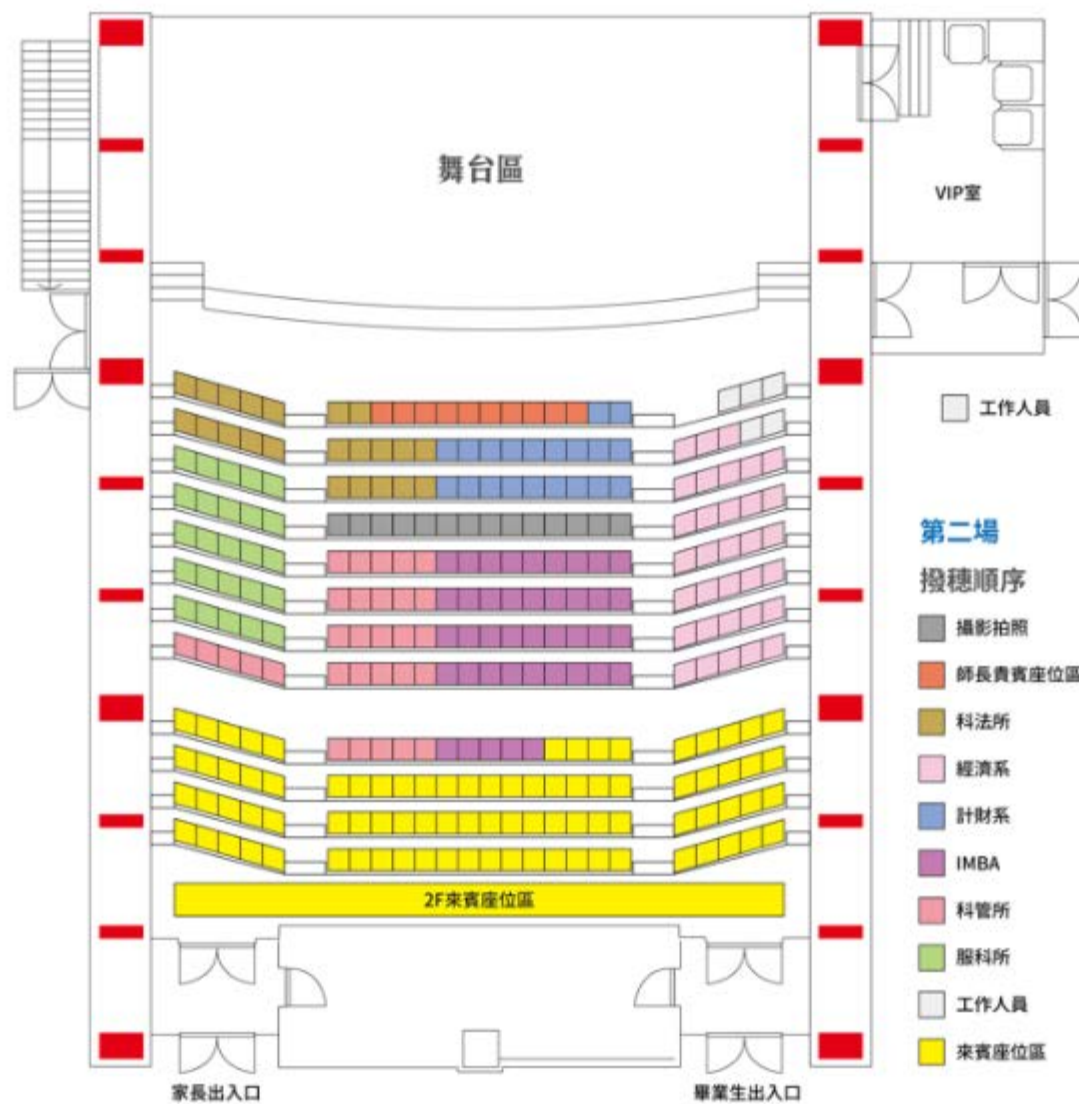 舞台區
VIP室
工作人員
第二場
撥穗順序
攝影拍照
師長貴賓座位區
科法所
經濟系
計財系
IMBA
科管所
服科所
工作人員
來賓座位區
2F來賓座位區
家長出入口
畢業生出入口